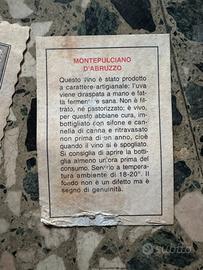 MONTEPULCIANO
D'ABRUZZO
Questo vino è stato prodotto
a carattere artigianale: l'uva
viene diraspata a mano e fat-
ta fermentare sana. Non è fil-
trato, né pastorizzato; è vivo,
per questo abbiane cura, im-
bottigliato con sifone e can-
nella di canna e ritravasato
non prima di un anno, cioè
quando il vino si è spogliato.
Si consiglia di aprire la bot-
tiglia almeno un'ora prima del
consumo. Servirlo a tempera-
tura ambiente di 18-20°. Il
fondo non è un difetto ma è
segno di genuinità.
subito